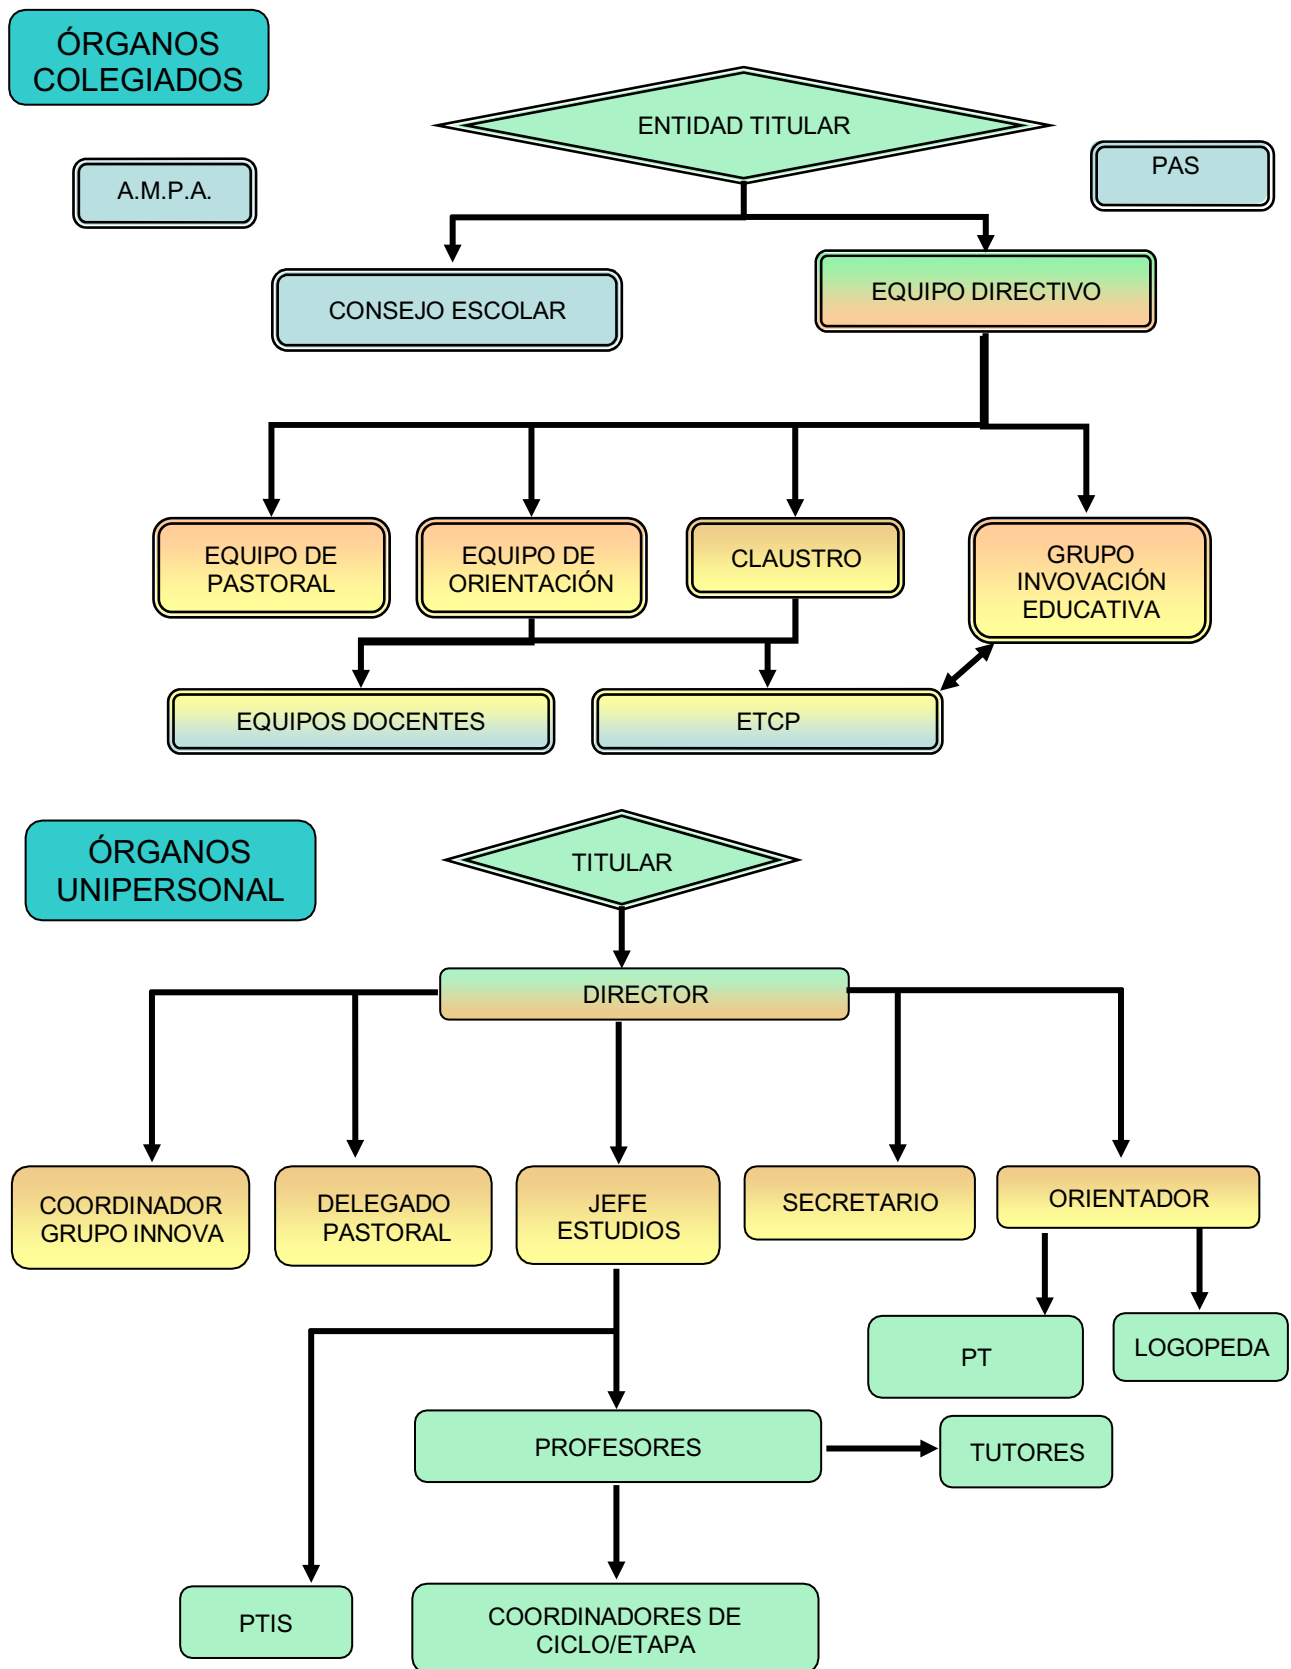 ÓRGANOS
COLEGIADOS
ENTIDAD TITULAR
A.M.P.A.
PAS
CONSEJO ESCOLAR
EQUIPO DIRECTIVO
EQUIPO DE
PASTORAL
EQUIPO DE
ORIENTACIÓN
CLAUSTRO
GRUPO
INVOVACIÓN
EDUCATIVA
EQUIPOS DOCENTES
ETCP
ÓRGANOS
UNIPERSONAL
TITULAR
DIRECTOR
COORDINADOR
GRUPO INNOVA
DELEGADO
PASTORAL
JEFE
ESTUDIOS
SECRETARIO
ORIENTADOR
PT
LOGOPEDA
PROFESORES
TUTORES
PTIS
COORDINADORES DE
CICLO/ETAPA